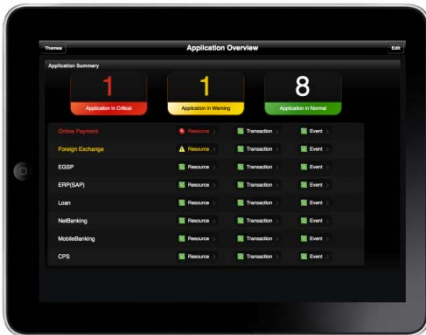 Themes Application Overview Edit
Application Summary
1 1 8
Application in Critical Application in Warning Application in Normal
Online Payment Resource Transaction Event
Foreign Exchange Resource Transaction Event
EGSP Resource Transaction Event
ERP(SAP) Resource Transaction Event
Loan Resource Transaction Event
NetBanking Resource Transaction Event
MobileBanking Resource Transaction Event
CPS Resource Transaction Event